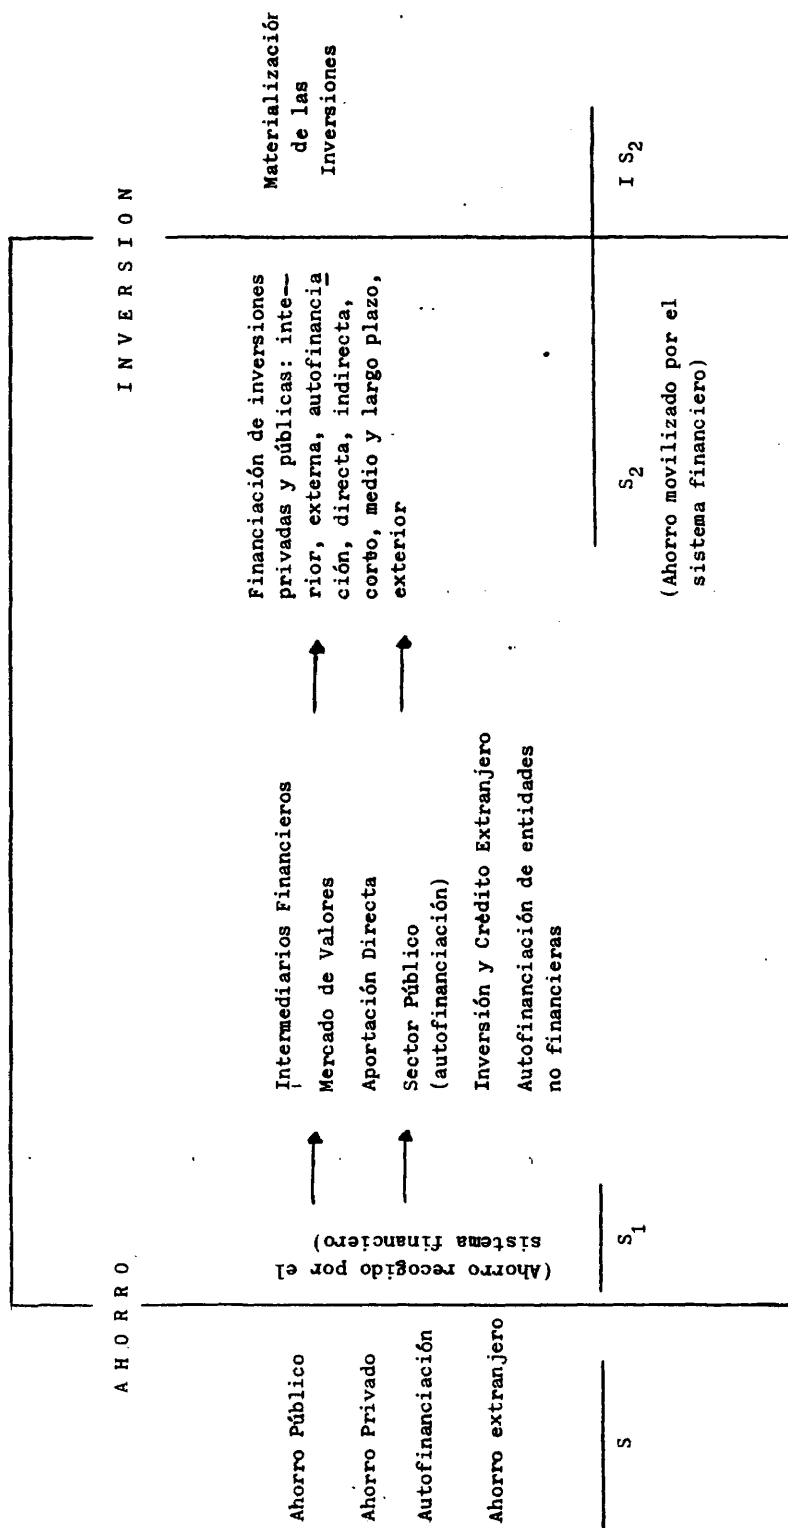 A H O R R O
I N V E R S I O N
Ahorro Público
Ahorro Privado
Autofinanciación
Ahorro extranjero
S
(Ahorro recogido por el
sistema financiero)
S1
Intermediarios Financieros
Mercado de Valores
Aportación Directa
Sector Público
(autofinanciación)
Inversión y Crédito Extranjero
Autofinanciación de entidades
no financieras
Financiación de inversiones
privadas y públicas: inte--
rior, externa, autofinancia
ción, directa, indirecta,
corto, medio y largo plazo,
exterior
S2
(Ahorro movilizado por el
sistema financiero)
Materialización
de las
Inversiones
I S2